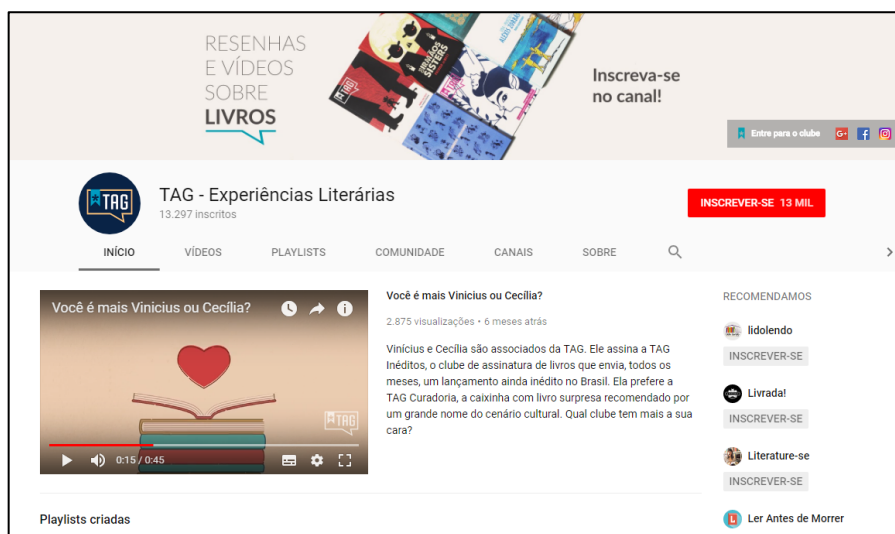 RESENHAS
E VÍDEOS
SOBRE
LIVROS
IRMÃOS
SISTERS
TAG
Inscreva-se
no canal!
Entre para o clube
G+
TAG
TAG - Experiências Literárias
13.297 inscritos
INSCREVER-SE 13 MIL
INÍCIO
VÍDEOS
PLAYLISTS
COMUNIDADE
CANAIS
SOBRE
Você é mais Vinicius ou Cecília?
TAG
0:15 / 0:45
Você é mais Vinicius ou Cecília?
2.875 visualizações • 6 meses atrás
Vinícius e Cecília são associados da TAG. Ele assina a TAG
Inéditos, o clube de assinatura de livros que envia, todos os
meses, um lançamento ainda inédito no Brasil. Ela prefere a
TAG Curadoria, a caixinha com livro surpresa recomendado por
um grande nome do cenário cultural. Qual clube tem mais a sua
cara?
RECOMENDAMOS
lidolendo
INSCREVER-SE
Livrada!
INSCREVER-SE
Literature-se
INSCREVER-SE
Ler Antes de Morrer
Playlists criadas